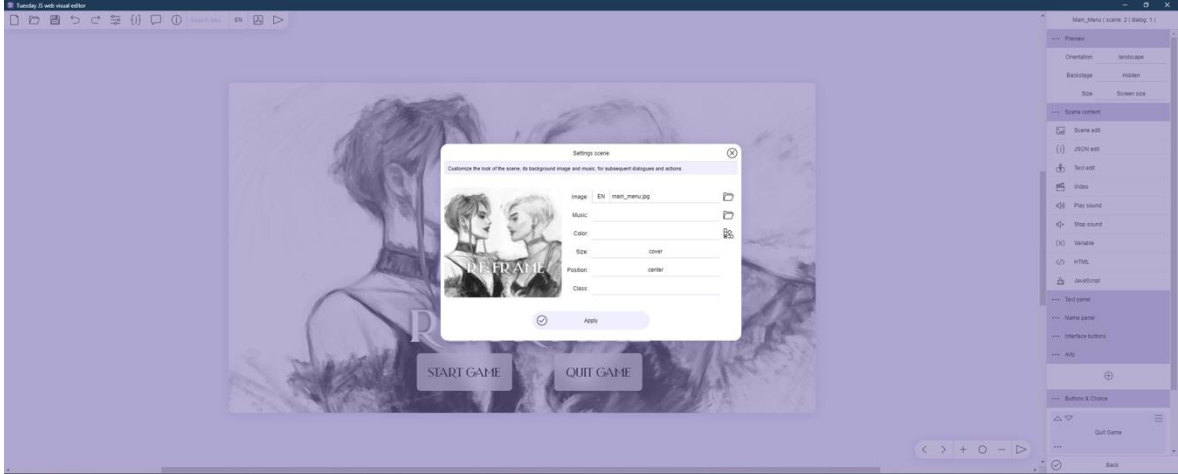 Tuesday JS web visual editor
EN
Main_Menu ( scene: 2 | dialog: 1 )
Preview
Orientation landscape
Backstage Hidden
Size Screen size
Scene content
Scene edit
{i} JSON edit
Text edit
Video
Play sound
Stop sound
(x) Variable
</> HTML
JavaScript
Text panel
Name panel
Interface buttons
Arts
Buttons & Choice
Quit Game
Back
Settings scene
Customize the look of the scene, its background image and music, for subsequent dialogues and actions.
Image: EN main_menu.jpg
Music:
Color:
Size: cover
Position: center
Class:
Apply
RE:FRAME
START GAME QUIT GAME